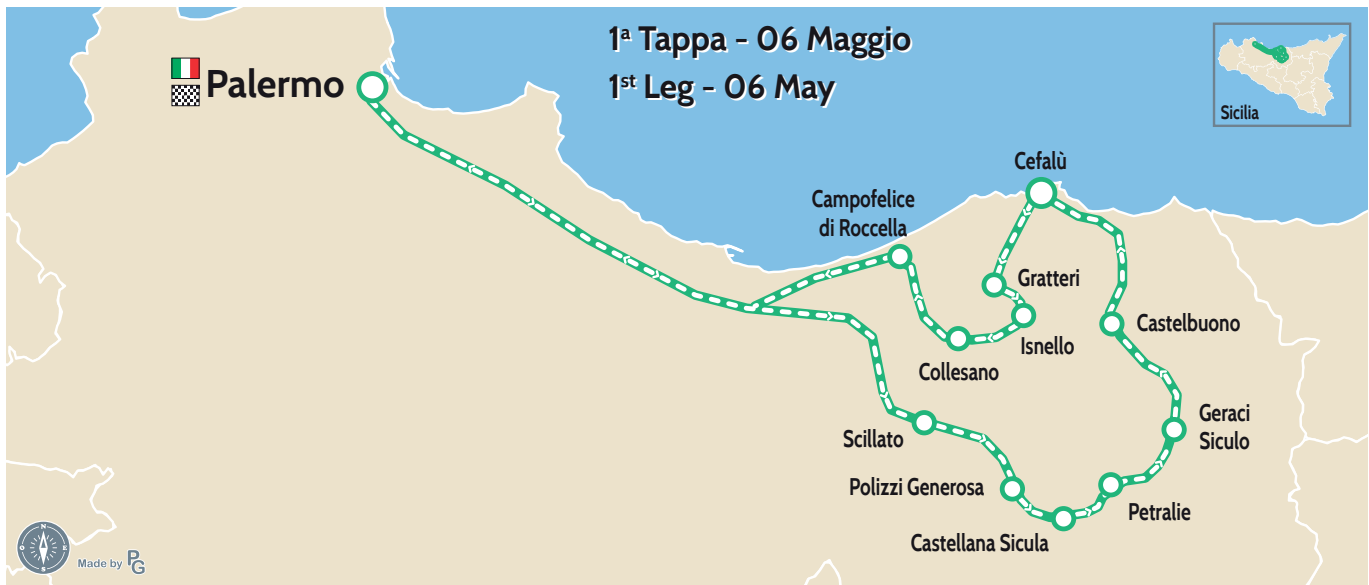 1ª Tappa - 06 Maggio
1st Leg - 06 May
Palermo
Sicilia
Cefalù
Campofelice
di Roccella
Gratteri
Isnello
Castelbuono
Collesano
Geraci
Siculo
Scillato
Polizzi Generosa
Petralie
Castellana Sicula
N
O
E
S
Made by PG